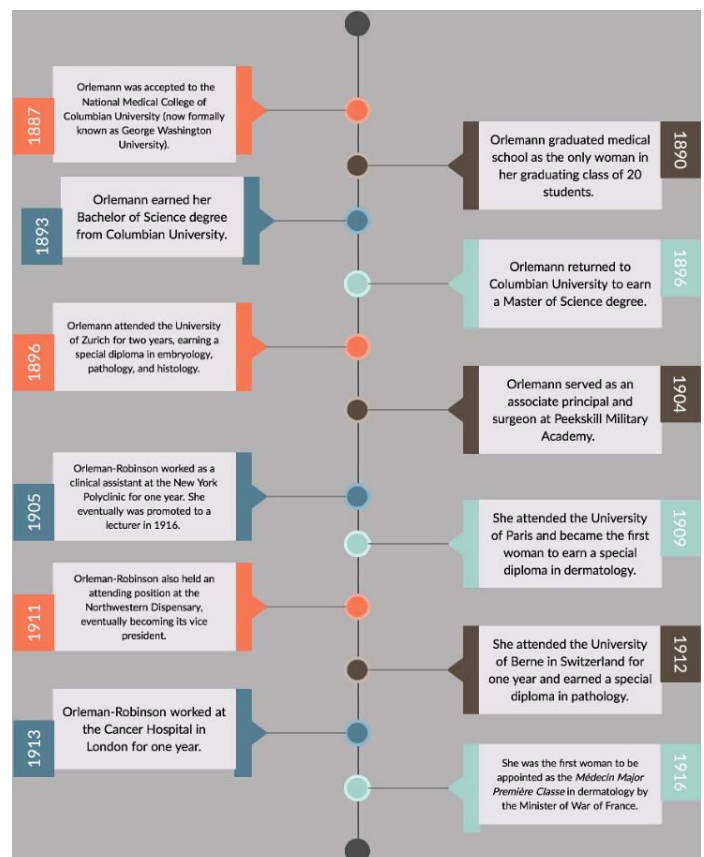 1887
Orlemann was accepted to the
National Medical College of
Columbian University (now formally
known as George Washington
University).
1890
Orlemann graduated medical
school as the only woman in
her graduating class of 20
students.
1893
Orlemann earned her
Bachelor of Science degree
from Columbian University.
1896
Orlemann returned to
Columbian University to earn
a Master of Science degree.
1896
Orlemann attended the University
of Zurich for two years, earning a
special diploma in embryology,
pathology, and histology.
1904
Orlemann served as an
associate principal and
surgeon at Peekskill Military
Academy.
1905
Orleman-Robinson worked as a
clinical assistant at the New York
Polyclinic for one year. She
eventually was promoted to a
lecturer in 1916.
1909
She attended the University
of Paris and became the first
woman to earn a special
diploma in dermatology.
1911
Orleman-Robinson also held an
attending position at the
Northwestern Dispensary,
eventually becoming its vice
president.
1912
She attended the University
of Berne in Switzerland for
one year and earned a special
diploma in pathology.
1913
Orleman-Robinson worked at
the Cancer Hospital in
London for one year.
1916
She was the first woman to be
appointed as the Médecin Major
Première Classe in dermatology by
the Minister of War of France.